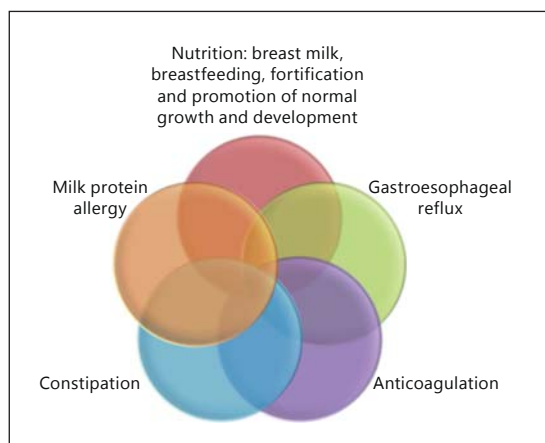 Nutrition: breast milk,
breastfeeding, fortification
and promotion of normal
growth and development
Milk protein
allergy
Gastroesophageal
reflux
Constipation
Anticoagulation